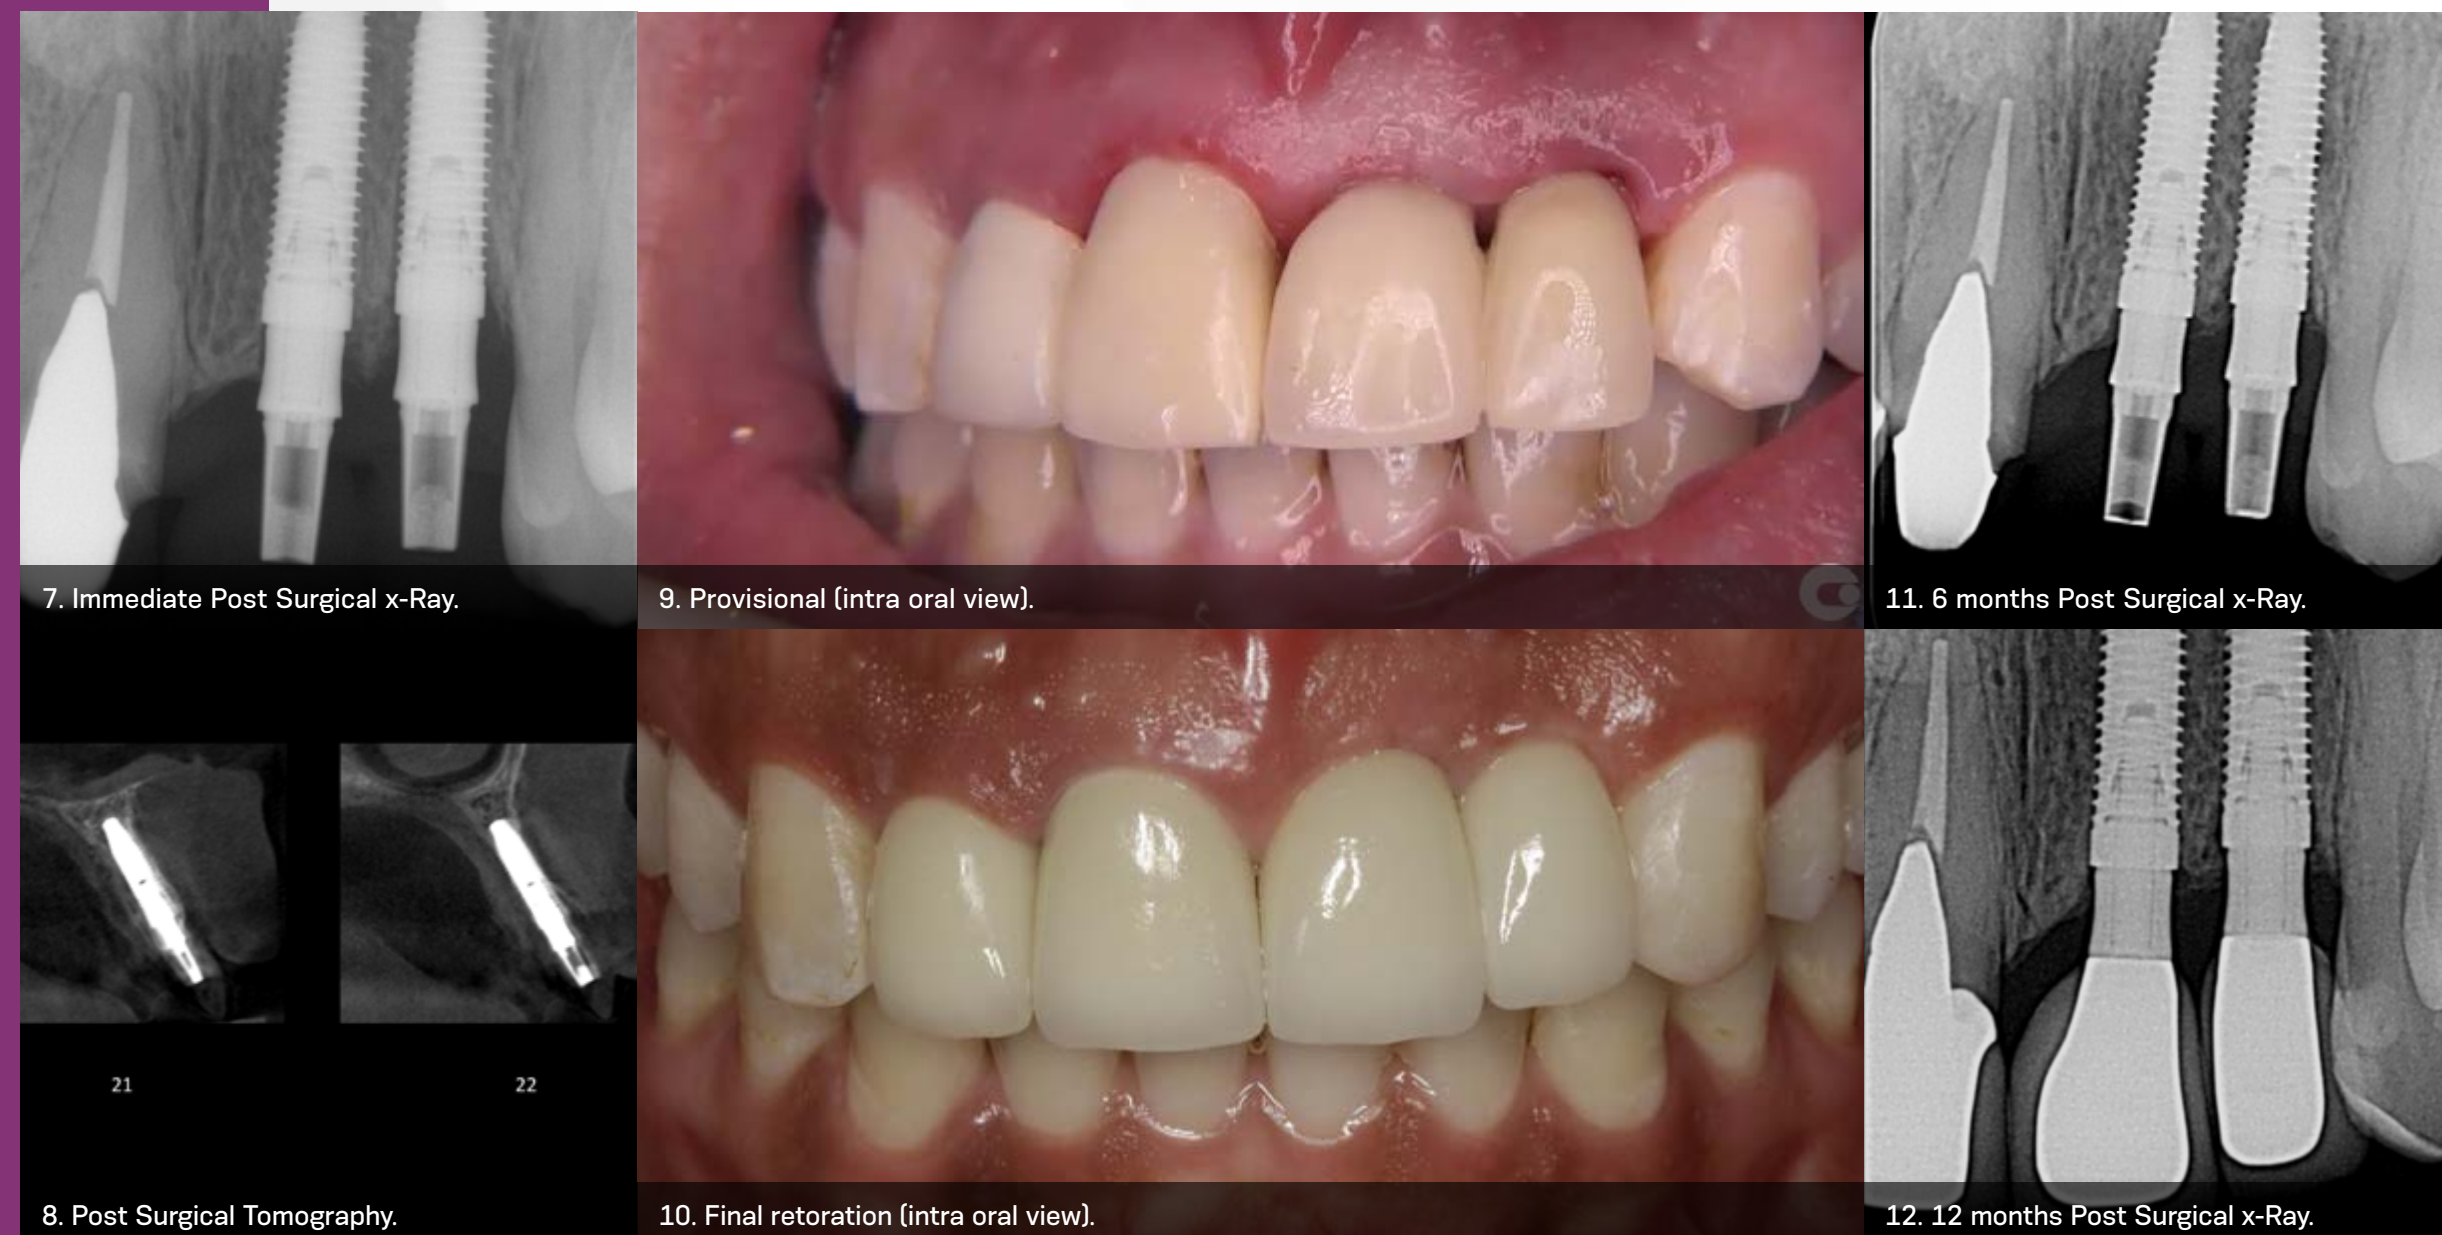 7. Immediate Post Surgical x-Ray.
9. Provisional (intra oral view).
11. 6 months Post Surgical x-Ray.
21
22
8. Post Surgical Tomography.
10. Final retoration (intra oral view).
12. 12 months Post Surgical x-Ray.